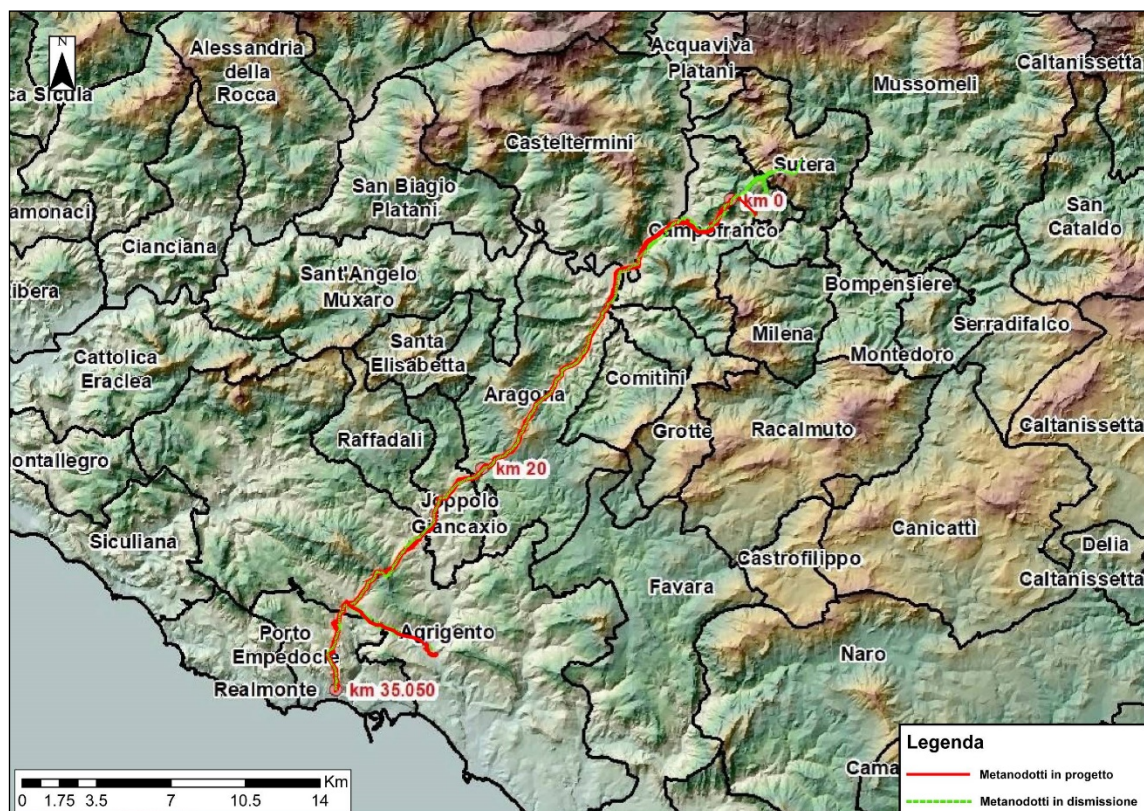 N
Alessandria
della
Rocca
ca Sicula
Acquaviva
Platani
Mussomeli
Caltanissetta
Casteltermini
Sutera
San Biagio
Platani
km 0
amonaci
Cianciana
Campofranco
San
Cataldo
Sant'Angelo
Muxaro
Libera
Bompensiere
Milena
Serradifalco
Santa
Elisabetta
Montedoro
Cattolica
Eraclea
Aragona
Comitini
Raffadali
Grotte
Racalmuto
Caltanissetta
ontallegro
km 20
Joppolo
Giancaxio
Siculiana
Canicattì
Castrofilippo
Delia
Favara
Caltanissetta
Porto
Empedocle
Agrigento
Naro
Realmonte
km 35.050
Cama
Legenda
Metanodotti in progetto
Metanodotti in dismissione
Km
0 1.75 3.5 7 10.5 14